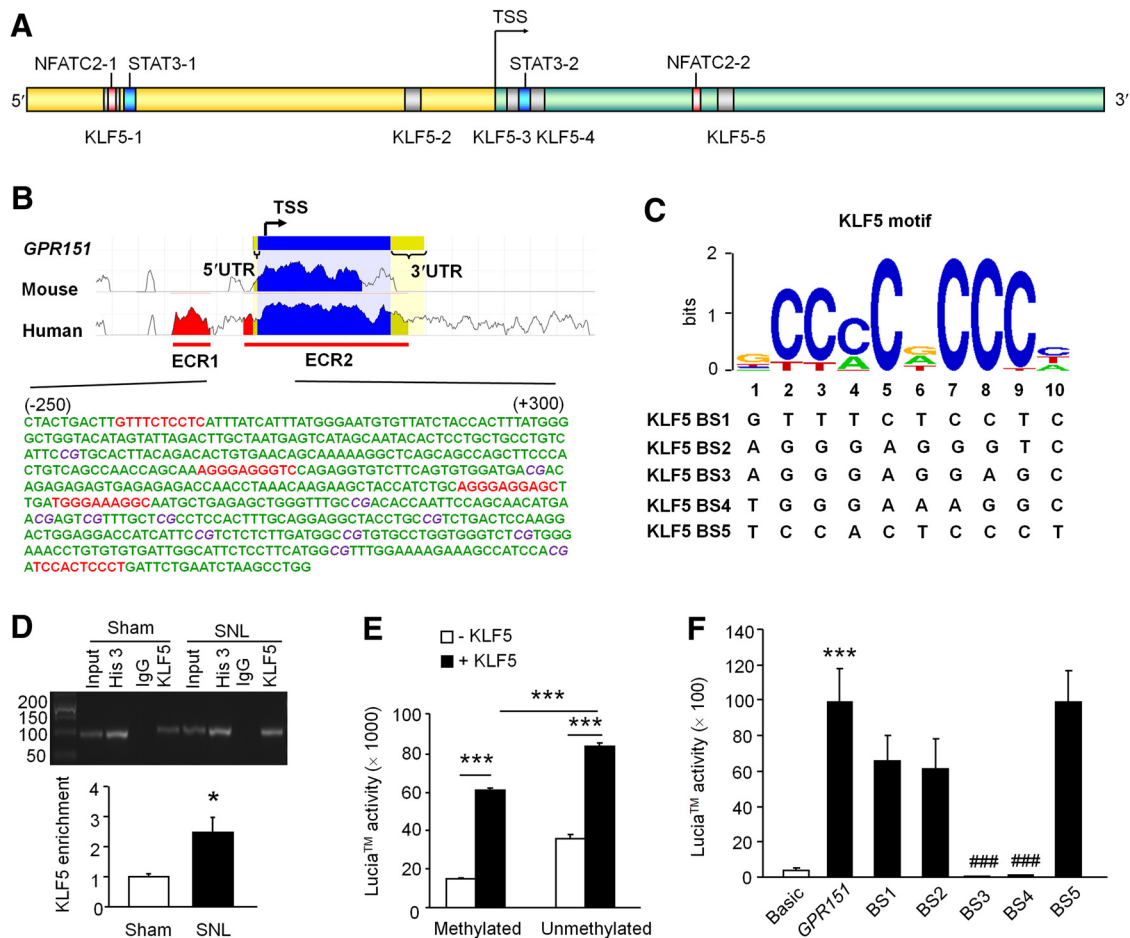 A
TSS
NFATC2-1 STAT3-1 STAT3-2 NFATC2-2
5′ 3′
KLF5-1 KLF5-2 KLF5-3 KLF5-4 KLF5-5
B
TSS
GPR151
5′UTR 3′UTR
Mouse
Human
ECR1 ECR2
(-250) (+300)
CTACTGACTTGTTTCTCCTCATTTATCATTTATGGGAATGTGTTATCTACCACTTTATGGG
GCTGGTACATAGTATTAGACTTGCTAATGAGTCATAGCAATACACTCCTGCTGCCTGTC
ATTCCGTGCACTTACAGACACTGTGAACAGCAAAAAGGCTCAGCAGCCAGCTTCCCA
CTGTCAGCCAACCAGCAAAGGGAGGGTCCAGAGGTGTCTTCAGTGTGGATGACGAC
AGAGAGAGTGAGAGAGACCAACCTAAACAAGAAGCTACCATCTGCAGGGAGGAGCT
TGATGGGAAAGGCAATGCTGAGAGCTGGGTTTGCCGACACCAATTCCAGCAACATGA
ACGAGTCGTTTGCTCGCCTCCACTTTGCAGGAGGCTACCTGCCGTCTGACTCCAAGG
ACTGGAGGACCATCATTCCGTCTCTCTTGATGGCCGTGTGCCTGGTGGGTCTCGTGGG
AAACCTGTGTGTGATTGGCATTCTCCTTCATGGCGTTTGGAAAAGAAAGCCATCCACG
ATCCACTCCCTGATTCTGAATCTAAGCCTGG
C
KLF5 motif
2
1
0
bits
1 2 3 4 5 6 7 8 9 10
KLF5 BS1 G T T T C T C C T C
KLF5 BS2 A G G G A G G G T C
KLF5 BS3 A G G G A G G A G C
KLF5 BS4 T G G G A A A G G C
KLF5 BS5 T C C A C T C C C T
D
Sham SNL
Input His 3 IgG KLF5 Input His 3 IgG KLF5
200
150
50
KLF5 enrichment
4
3
2
1
0
*
Sham SNL
E
- KLF5
+ KLF5
Lucia™ activity (× 1000)
80
60
40
20
0
***
***
***
Methylated Unmethylated
F
Lucia™ activity (× 100)
140
120
100
80
60
40
20
0
***
### ###
Basic GPR151 BS1 BS2 BS3 BS4 BS5